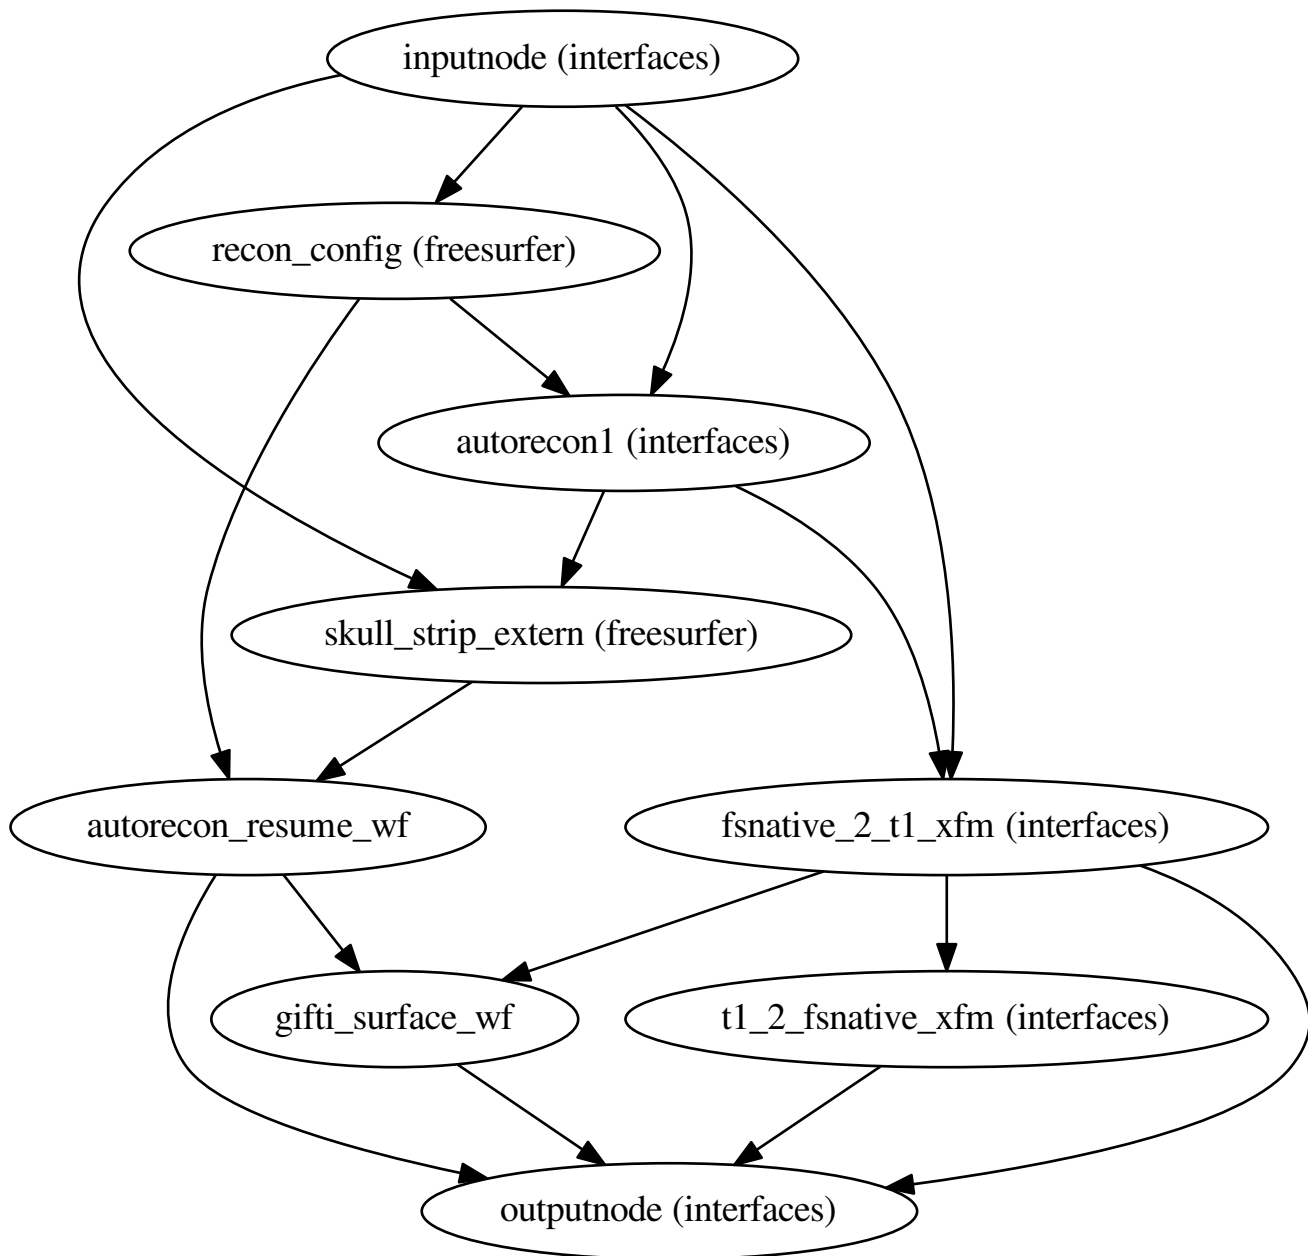 inputnode (interfaces)
recon_config (freesurfer)
autorecon1 (interfaces)
skull_strip_extern (freesurfer)
autorecon_resume_wf
fsnative_2_t1_xfm (interfaces)
gifti_surface_wf
t1_2_fsnative_xfm (interfaces)
outputnode (interfaces)